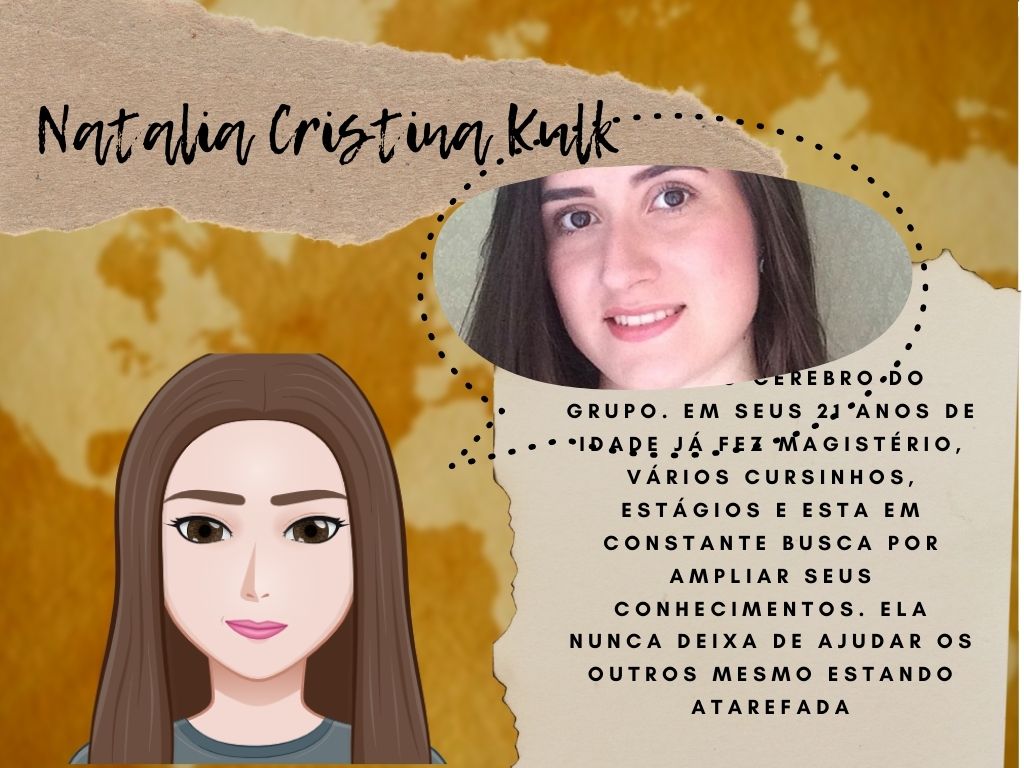 Natalia Cristina Kulk
CEREBRO DO
GRUPO. EM SEUS 21 ANOS DE
IDADE JÁ FEZ MAGISTÉRIO,
VÁRIOS CURSINHOS,
ESTÁGIOS E ESTA EM
CONSTANTE BUSCA POR
AMPLIAR SEUS
CONHECIMENTOS. ELA
NUNCA DEIXA DE AJUDAR OS
OUTROS MESMO ESTANDO
ATAREFADA